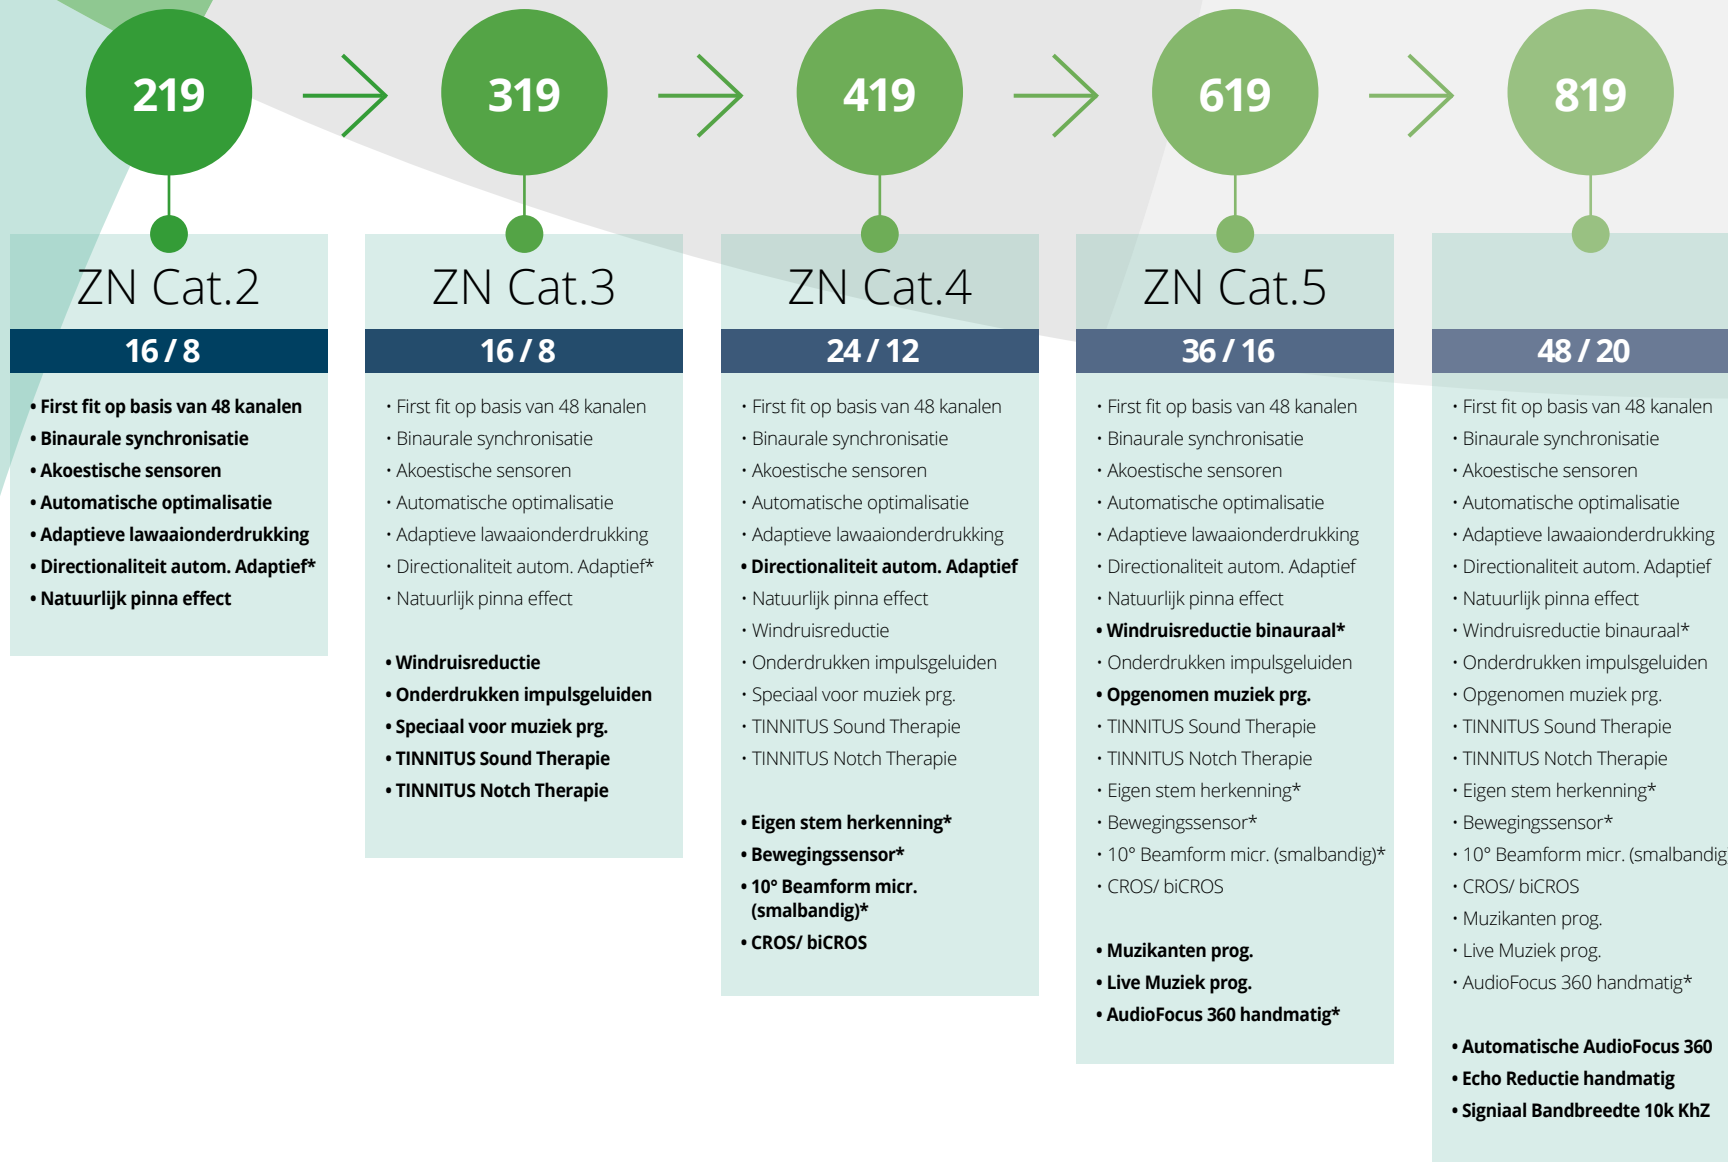 219
319
419
619
819
ZN Cat.2
16 / 8
• First fit op basis van 48 kanalen
• Binaurale synchronisatie
• Akoestische sensoren
• Automatische optimalisatie
• Adaptieve lawaaionderdrukking
• Directionaliteit autom. Adaptief*
• Natuurlijk pinna effect
ZN Cat.3
16 / 8
· First fit op basis van 48 kanalen
· Binaurale synchronisatie
· Akoestische sensoren
· Automatische optimalisatie
· Adaptieve lawaaionderdrukking
· Directionaliteit autom. Adaptief*
· Natuurlijk pinna effect
• Windruisreductie
• Onderdrukken impulsgeluiden
• Speciaal voor muziek prg.
• TINNITUS Sound Therapie
• TINNITUS Notch Therapie
ZN Cat.4
24 / 12
· First fit op basis van 48 kanalen
· Binaurale synchronisatie
· Akoestische sensoren
· Automatische optimalisatie
· Adaptieve lawaaionderdrukking
• Directionaliteit autom. Adaptief
· Natuurlijk pinna effect
· Windruisreductie
· Onderdrukken impulsgeluiden
· Speciaal voor muziek prg.
· TINNITUS Sound Therapie
· TINNITUS Notch Therapie
• Eigen stem herkenning*
• Bewegingssensor*
• 10° Beamform micr.
(smalbandig)*
• CROS/ biCROS
ZN Cat.5
36 / 16
· First fit op basis van 48 kanalen
· Binaurale synchronisatie
· Akoestische sensoren
· Automatische optimalisatie
· Adaptieve lawaaionderdrukking
· Directionaliteit autom. Adaptief
· Natuurlijk pinna effect
• Windruisreductie binauraal*
· Onderdrukken impulsgeluiden
• Opgenomen muziek prg.
· TINNITUS Sound Therapie
· TINNITUS Notch Therapie
· Eigen stem herkenning*
· Bewegingssensor*
· 10° Beamform micr. (smalbandig)*
· CROS/ biCROS
• Muzikanten prog.
• Live Muziek prog.
• AudioFocus 360 handmatig*
48 / 20
· First fit op basis van 48 kanalen
· Binaurale synchronisatie
· Akoestische sensoren
· Automatische optimalisatie
· Adaptieve lawaaionderdrukking
· Directionaliteit autom. Adaptief
· Natuurlijk pinna effect
· Windruisreductie binauraal*
· Onderdrukken impulsgeluiden
· Opgenomen muziek prg.
· TINNITUS Sound Therapie
· TINNITUS Notch Therapie
· Eigen stem herkenning*
· Bewegingssensor*
· 10° Beamform micr. (smalbandig
· CROS/ biCROS
· Muzikanten prog.
· Live Muziek prog.
· AudioFocus 360 handmatig*
• Automatische AudioFocus 360
• Echo Reductie handmatig
• Signiaal Bandbreedte 10k KhZ